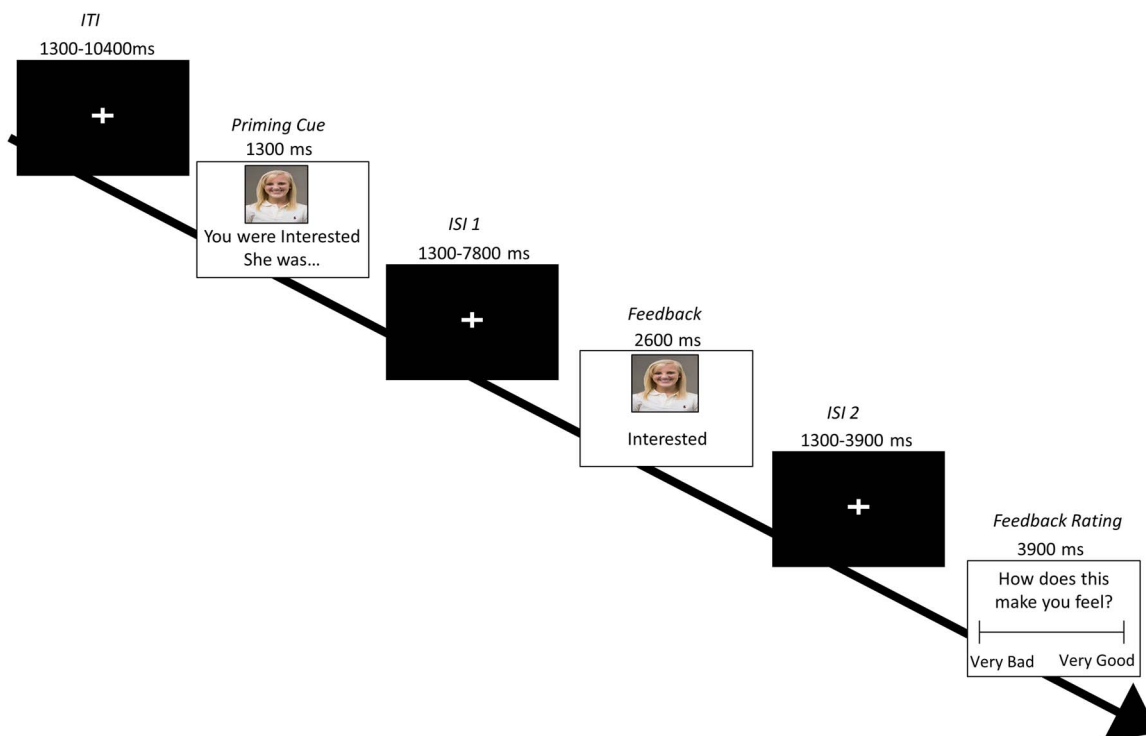 ITI
1300-10400ms
Priming Cue
1300 ms
You were Interested
She was...
ISI 1
1300-7800 ms
Feedback
2600 ms
Interested
ISI 2
1300-3900 ms
Feedback Rating
3900 ms
How does this
make you feel?
Very Bad Very Good